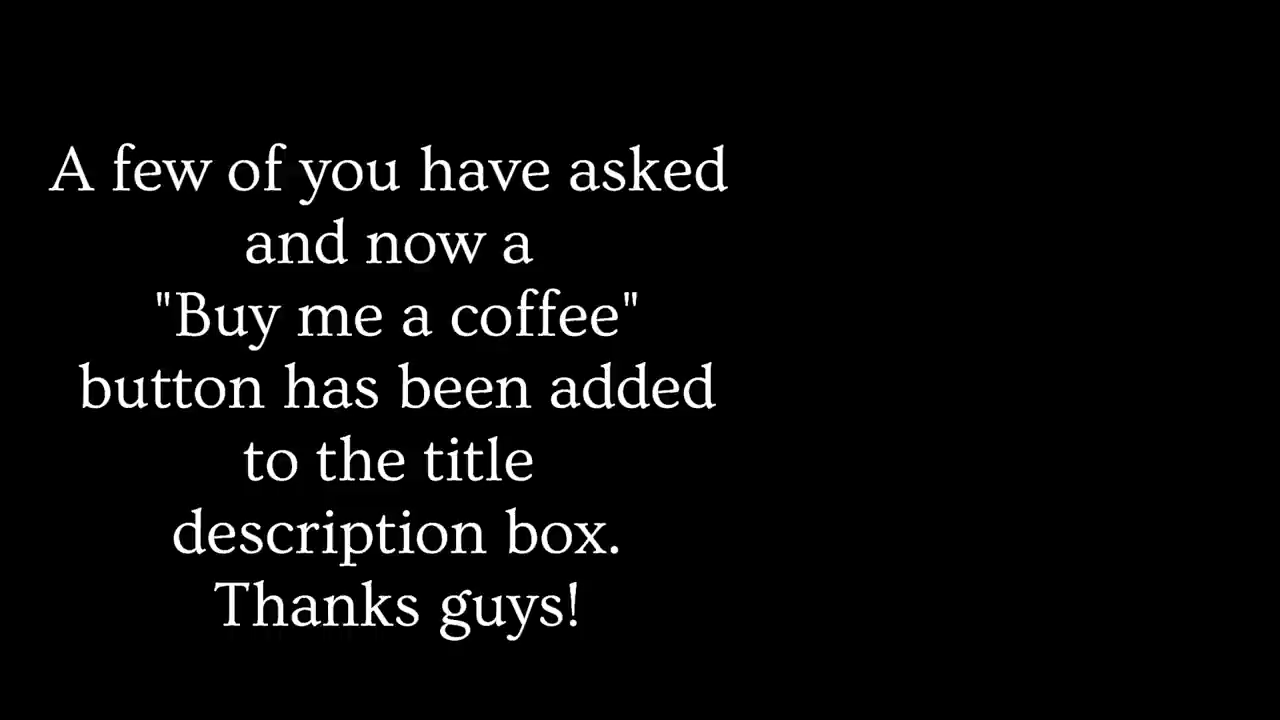 A few of you have asked
and now a
"Buy me a coffee"
button has been added
to the title
description box.
Thanks guys!